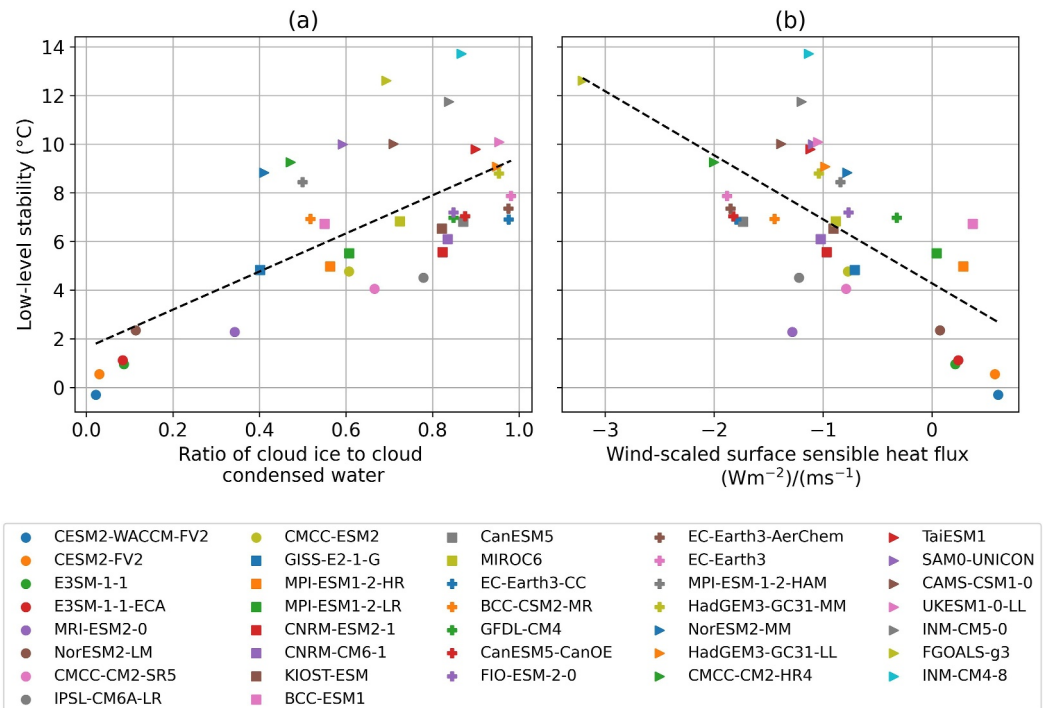 (a)
(b)
Low-level stability (°C)
14
12
10
8
6
4
2
0
0.0 0.2 0.4 0.6 0.8 1.0
−3 −2 −1 0
Ratio of cloud ice to cloud
condensed water
Wind-scaled surface sensible heat flux
(Wm⁻²)/(ms⁻¹)
CESM2-WACCM-FV2
CESM2-FV2
E3SM-1-1
E3SM-1-1-ECA
MRI-ESM2-0
NorESM2-LM
CMCC-CM2-SR5
IPSL-CM6A-LR
CMCC-ESM2
GISS-E2-1-G
MPI-ESM1-2-HR
MPI-ESM1-2-LR
CNRM-ESM2-1
CNRM-CM6-1
KIOST-ESM
BCC-ESM1
CanESM5
MIROC6
EC-Earth3-CC
BCC-CSM2-MR
GFDL-CM4
CanESM5-CanOE
FIO-ESM-2-0
EC-Earth3-AerChem
EC-Earth3
MPI-ESM-1-2-HAM
HadGEM3-GC31-MM
NorESM2-MM
HadGEM3-GC31-LL
CMCC-CM2-HR4
TaiESM1
SAM0-UNICON
CAMS-CSM1-0
UKESM1-0-LL
INM-CM5-0
FGOALS-g3
INM-CM4-8